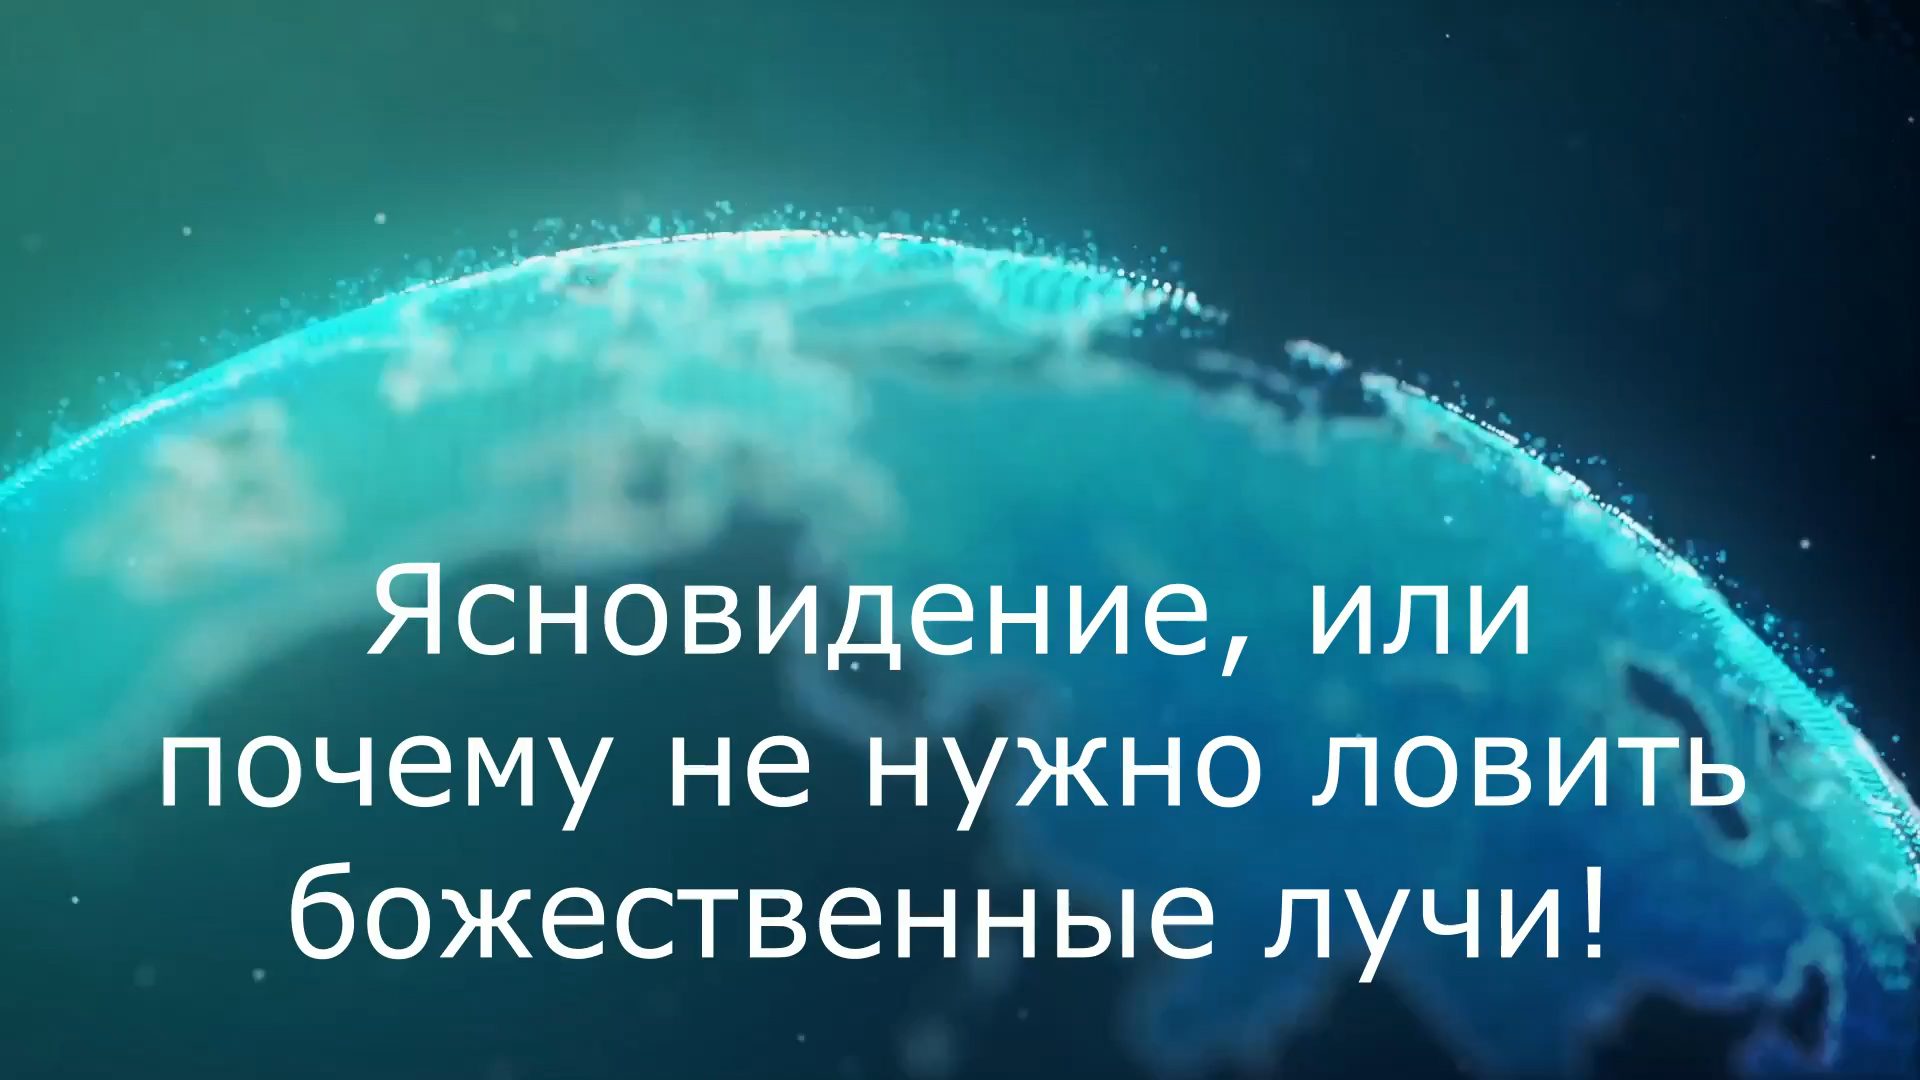 Ясновидение, или
почему не нужно ловить
божественные лучи!